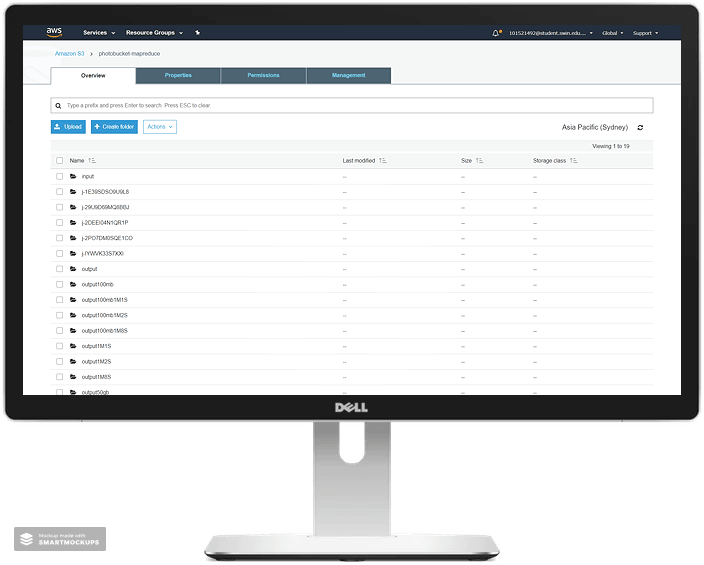 aws Services Resource Groups 101521492@student.swin.edu.... Global Support
Amazon S3 > photobucket-mapreduce
Overview Properties Permissions Management
Type a prefix and press Enter to search. Press ESC to clear.
Upload + Create folder Actions Asia Pacific (Sydney)
Viewing 1 to 19
Name Last modified Size Storage class
input -- -- --
j-1E39SDSO9U9L8 -- -- --
-- -- --
j-2DEEI04N1QR1P -- -- --
j-2PO7DM0SQE1CO -- -- --
j-IYWVK33S7XXI -- -- --
output -- -- --
output100mb -- -- --
output100mb1M1S -- -- --
output100mb1M2S -- -- --
output100mb1M8S -- -- --
output1M1S -- -- --
output1M2S -- -- --
output1M8S -- -- --
output50gb -- -- --
DELL
Mockup made with
SMARTMOCKUPS